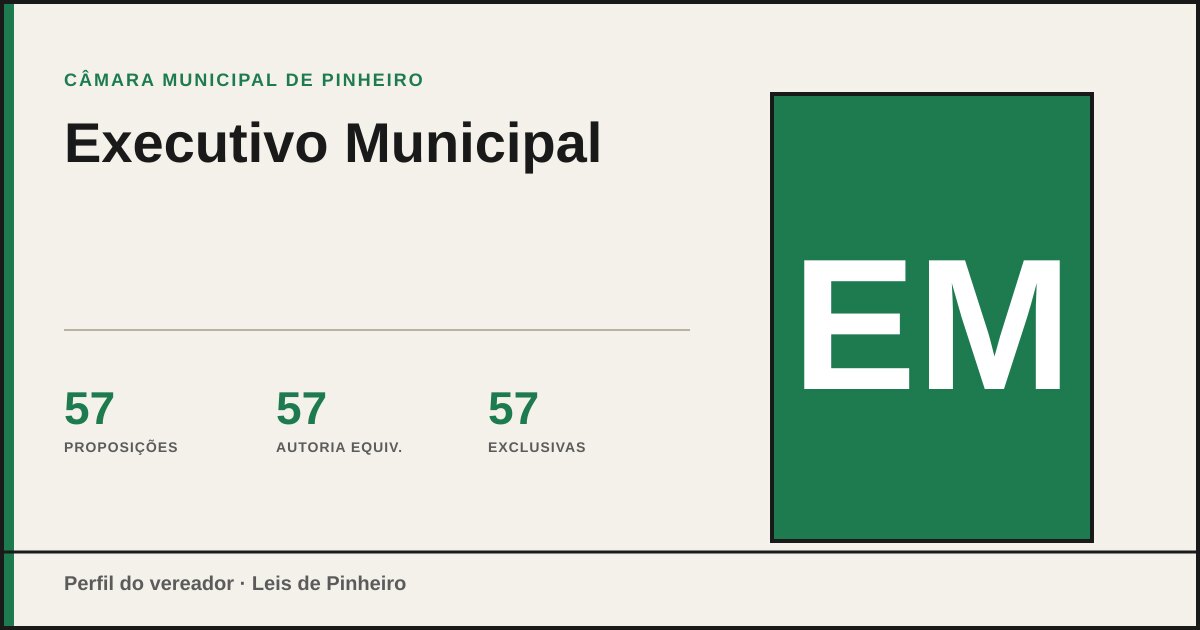 CÂMARA MUNICIPAL DE PINHEIRO
Executivo Municipal
EM
57
PROPOSIÇÕES
57
AUTORIA EQUIV.
57
EXCLUSIVAS
Perfil do vereador · Leis de Pinheiro